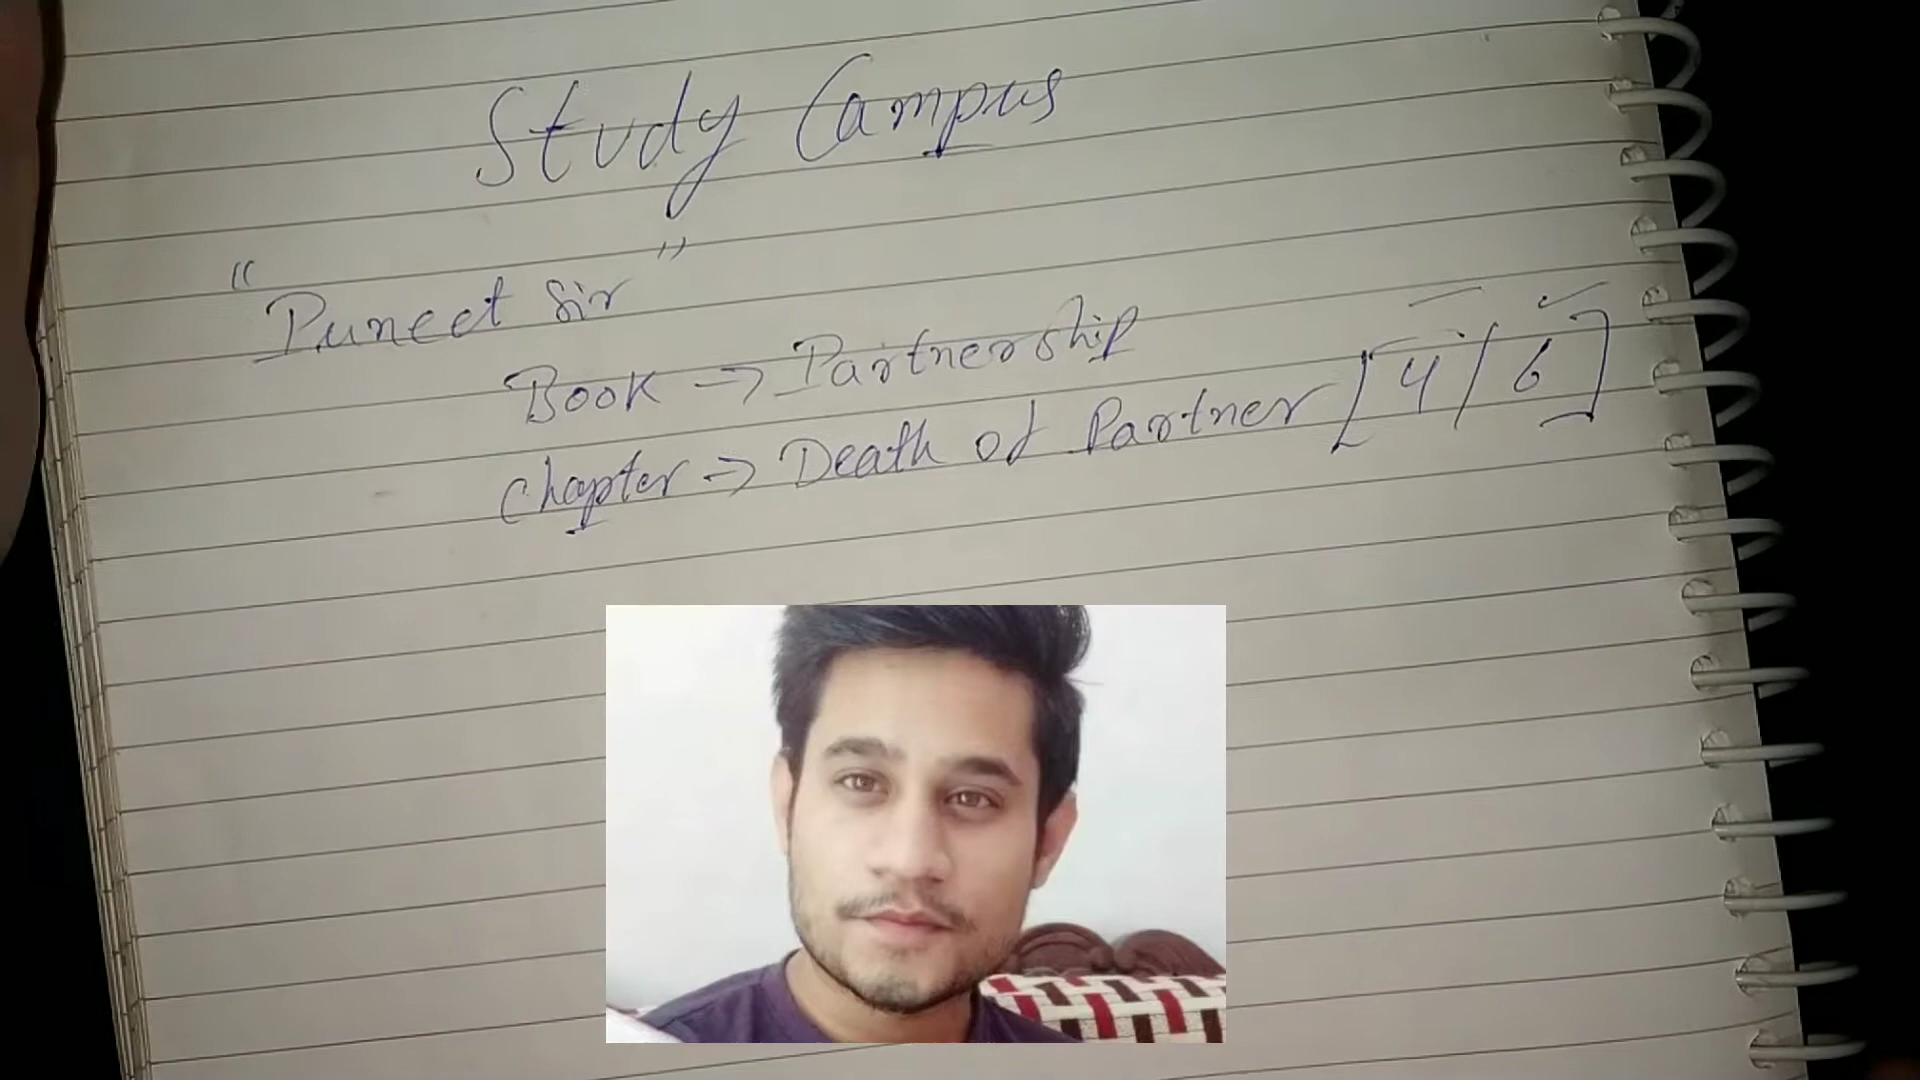 Study Campus
"Puneet Sir"
Book → Partnership
Chapter → Death of Partner [4/6]